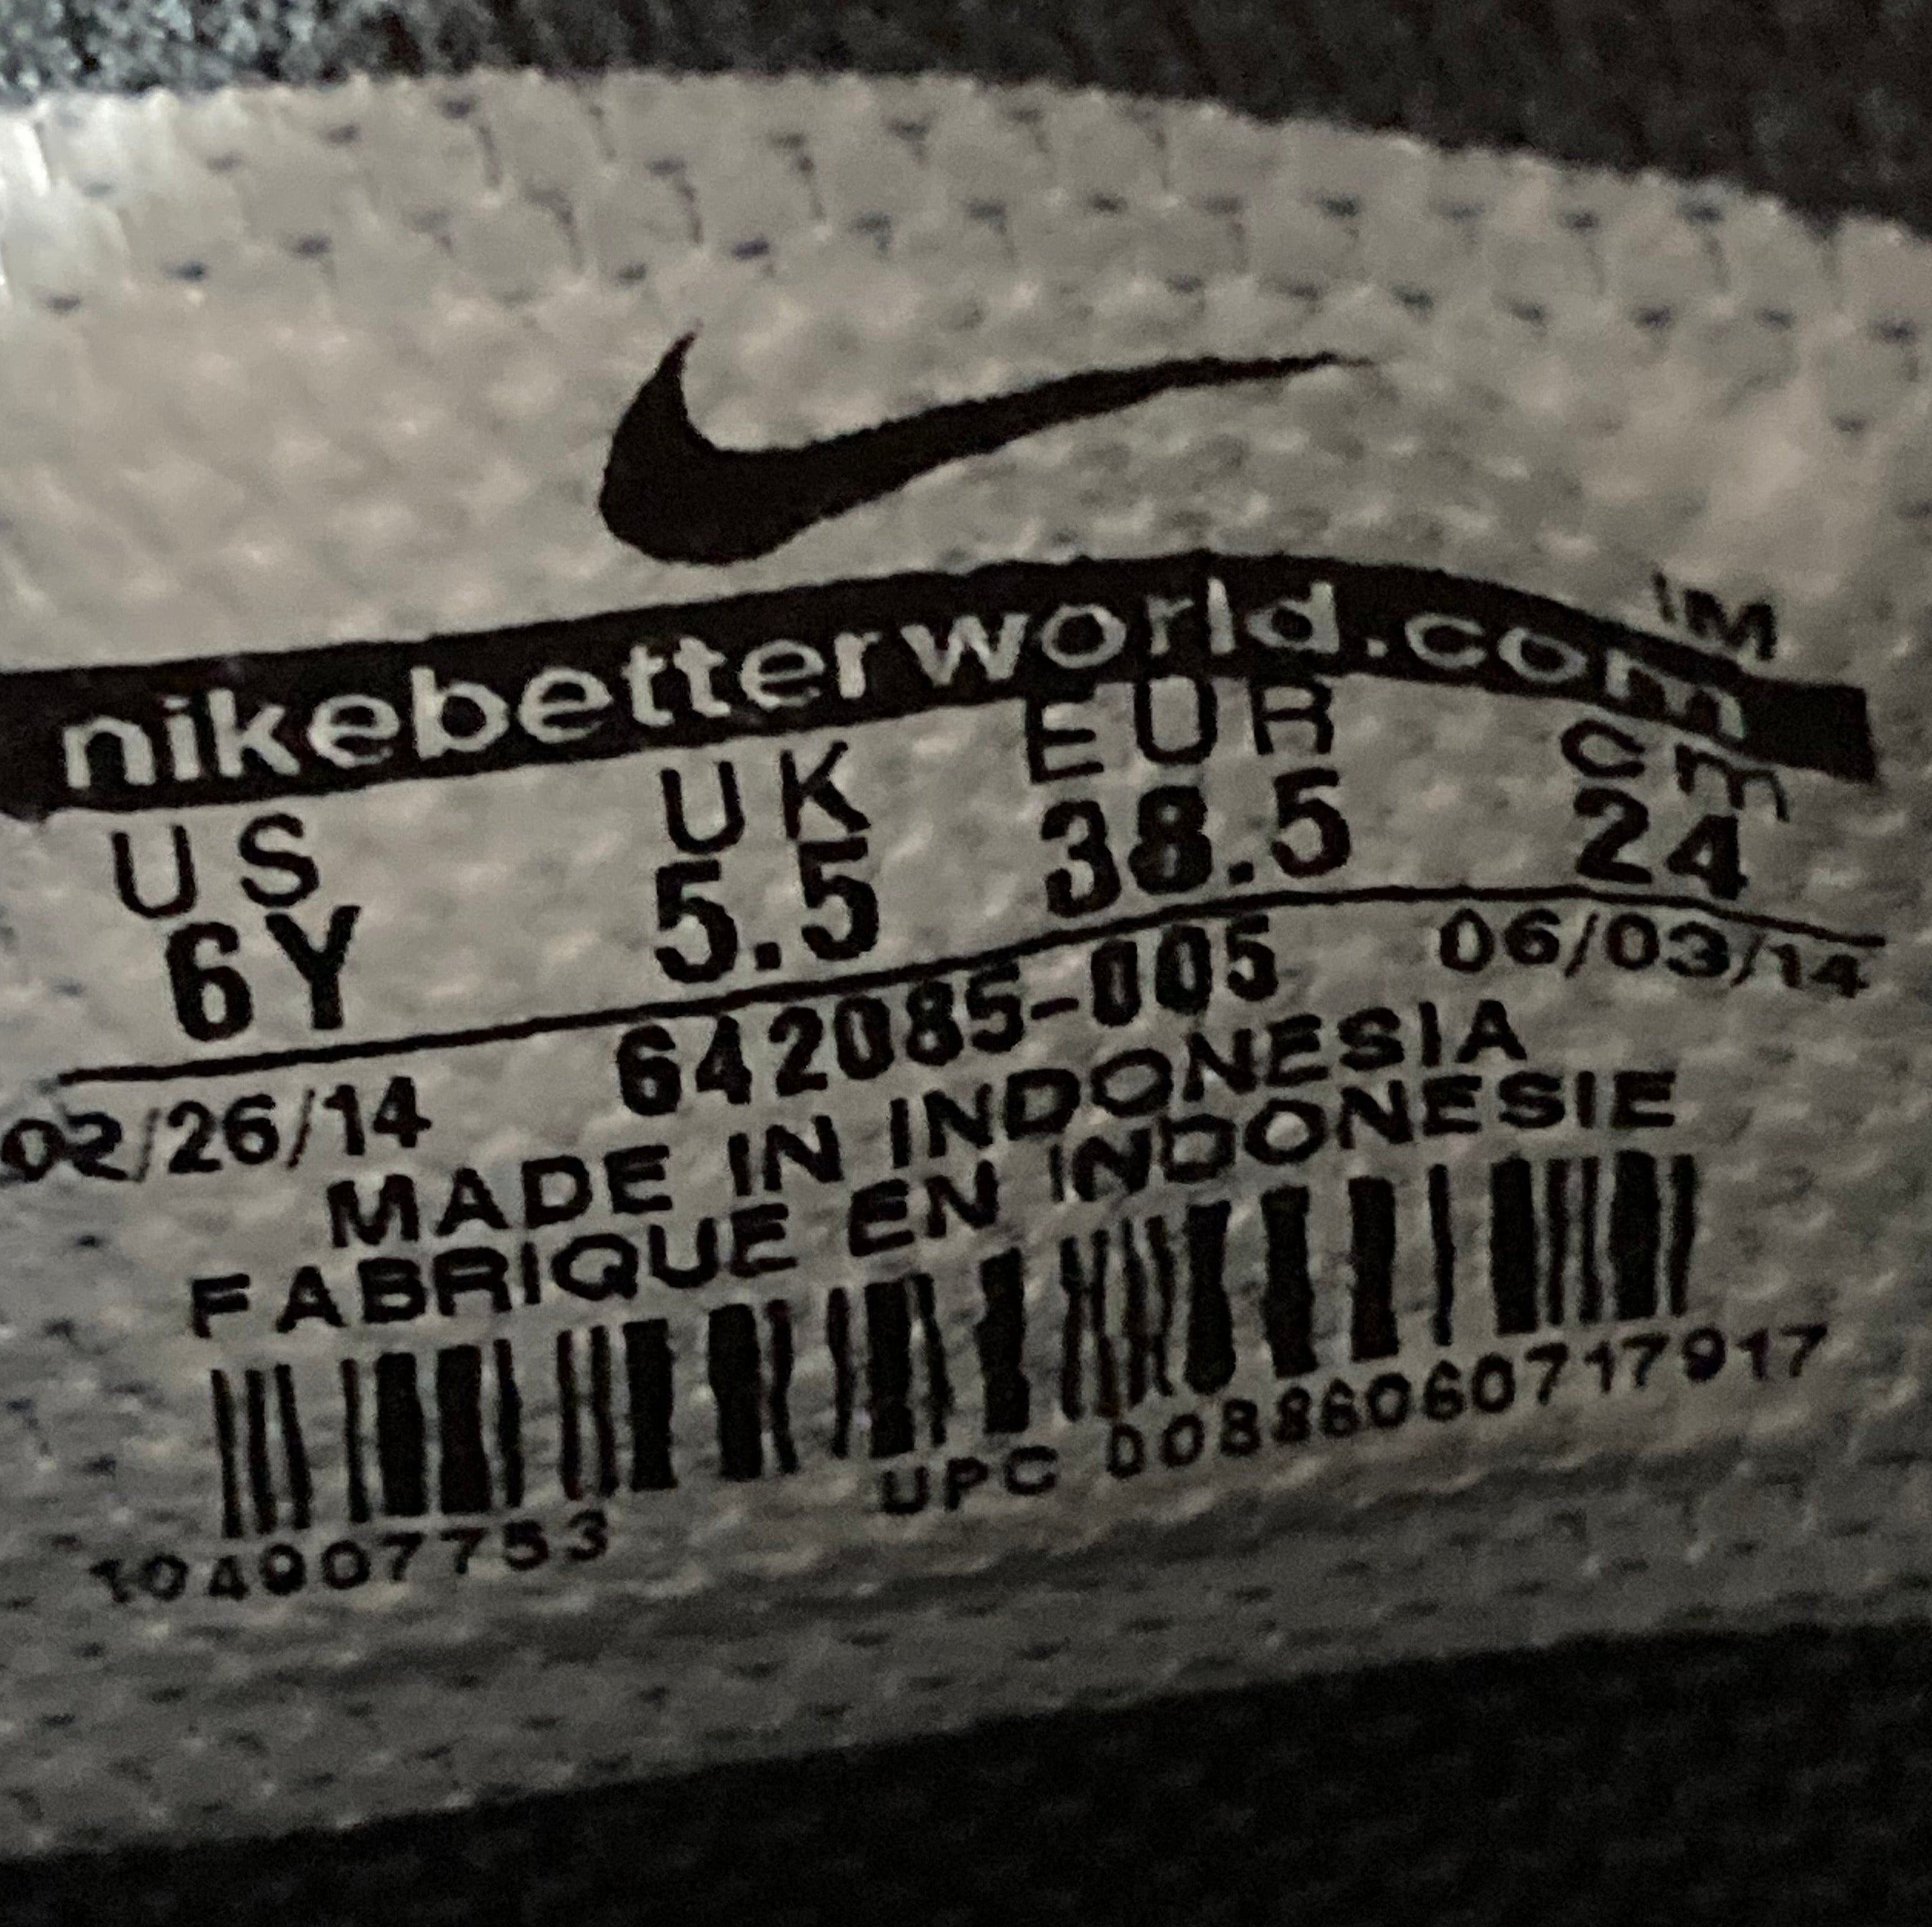 nikebetterworld.com
IM
US UK EUR cm
6Y 5.5 38.5 24
02/26/14 642085-005 06/03/14
MADE IN INDONESIA
FABRIQUE EN INDONESIE
104907753 UPC 00886060717917